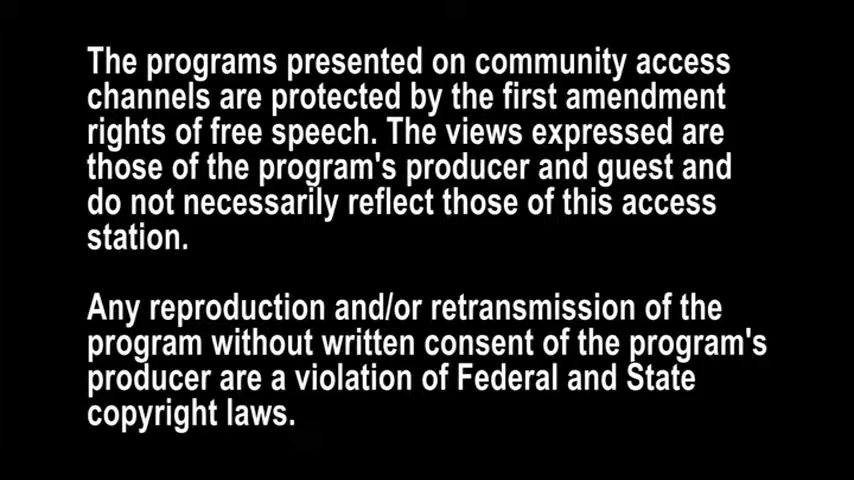 The programs presented on community access
channels are protected by the first amendment
rights of free speech. The views expressed are
those of the program's producer and guest and
do not necessarily reflect those of this access
station.
Any reproduction and/or retransmission of the
program without written consent of the program's
producer are a violation of Federal and State
copyright laws.